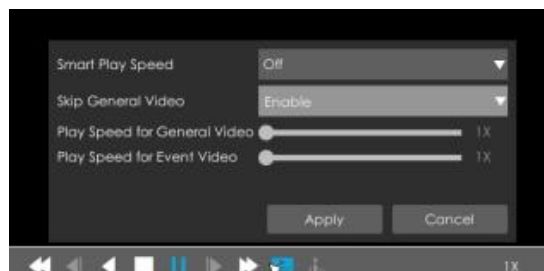 Smart Play Speed Off
Skip General Video Enable
Play Speed for General Video 1X
Play Speed for Event Video 1X
Apply Cancel
1X